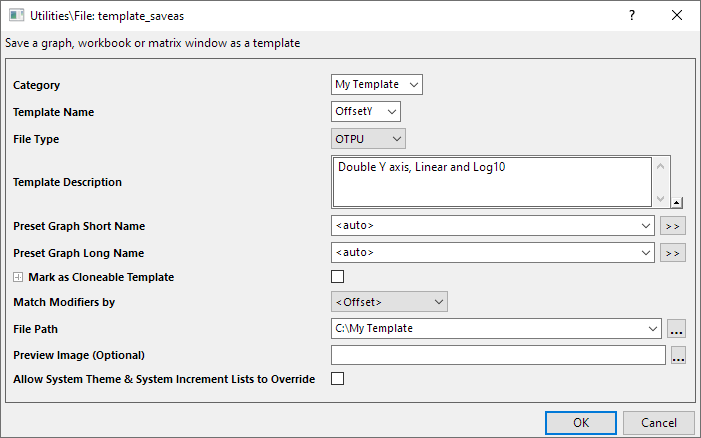 Utilities\File: template_saveas
? ×
Save a graph, workbook or matrix window as a template
Category My Template
Template Name OffsetY
File Type OTPU
Template Description Double Y axis, Linear and Log10
Preset Graph Short Name <auto> >>
Preset Graph Long Name <auto> >>
Mark as Cloneable Template
Match Modifiers by <Offset>
File Path C:\My Template ...
Preview Image (Optional) ...
Allow System Theme & System Increment Lists to Override
OK Cancel